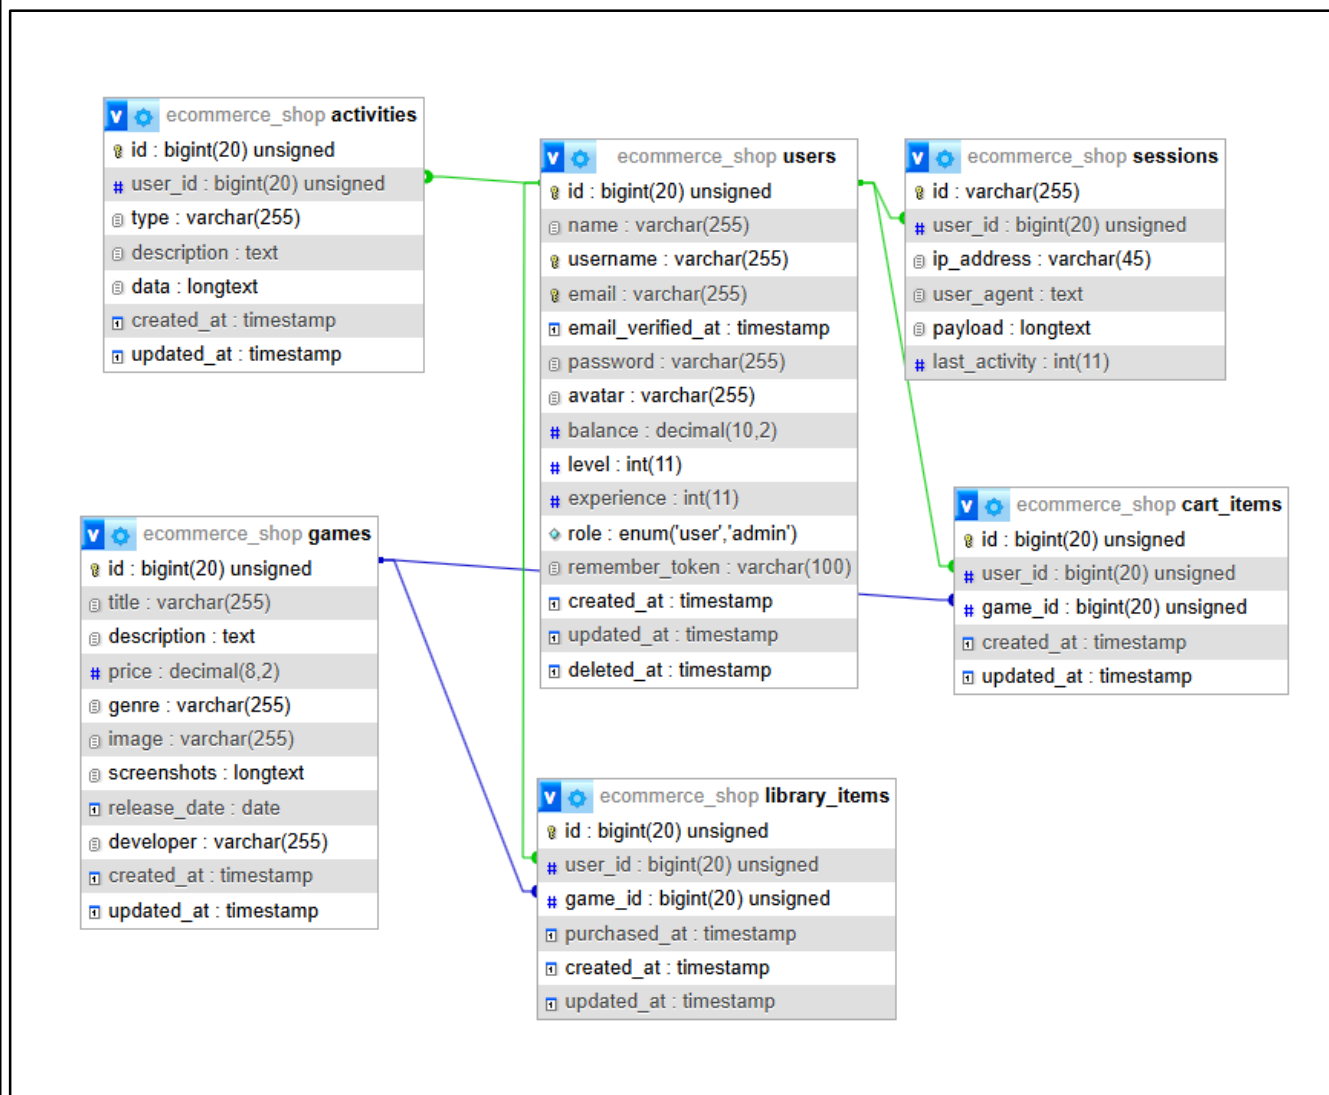 ecommerce_shop activities
id : bigint(20) unsigned
user_id : bigint(20) unsigned
type : varchar(255)
description : text
data : longtext
created_at : timestamp
updated_at : timestamp
ecommerce_shop users
id : bigint(20) unsigned
name : varchar(255)
username : varchar(255)
email : varchar(255)
email_verified_at : timestamp
password : varchar(255)
avatar : varchar(255)
balance : decimal(10,2)
level : int(11)
experience : int(11)
role : enum('user','admin')
remember_token : varchar(100)
created_at : timestamp
updated_at : timestamp
deleted_at : timestamp
ecommerce_shop sessions
id : varchar(255)
user_id : bigint(20) unsigned
ip_address : varchar(45)
user_agent : text
payload : longtext
last_activity : int(11)
ecommerce_shop games
id : bigint(20) unsigned
title : varchar(255)
description : text
price : decimal(8,2)
genre : varchar(255)
image : varchar(255)
screenshots : longtext
release_date : date
developer : varchar(255)
created_at : timestamp
updated_at : timestamp
ecommerce_shop cart_items
id : bigint(20) unsigned
user_id : bigint(20) unsigned
game_id : bigint(20) unsigned
created_at : timestamp
updated_at : timestamp
ecommerce_shop library_items
id : bigint(20) unsigned
user_id : bigint(20) unsigned
game_id : bigint(20) unsigned
purchased_at : timestamp
created_at : timestamp
updated_at : timestamp